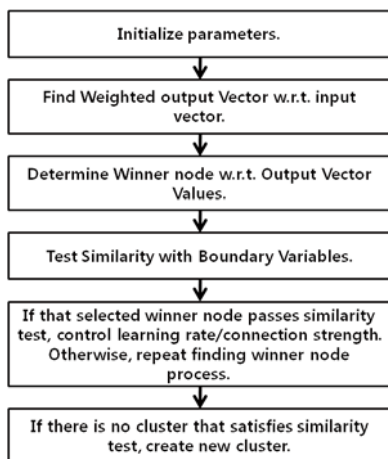 Initialize parameters.
Find Weighted output Vector w.r.t. input
vector.
Determine Winner node w.r.t. Output Vector
Values.
Test Similarity with Boundary Variables.
If that selected winner node passes similarity
test, control learning rate/connection strength.
Otherwise, repeat finding winner node
process.
If there is no cluster that satisfies similarity
test, create new cluster.